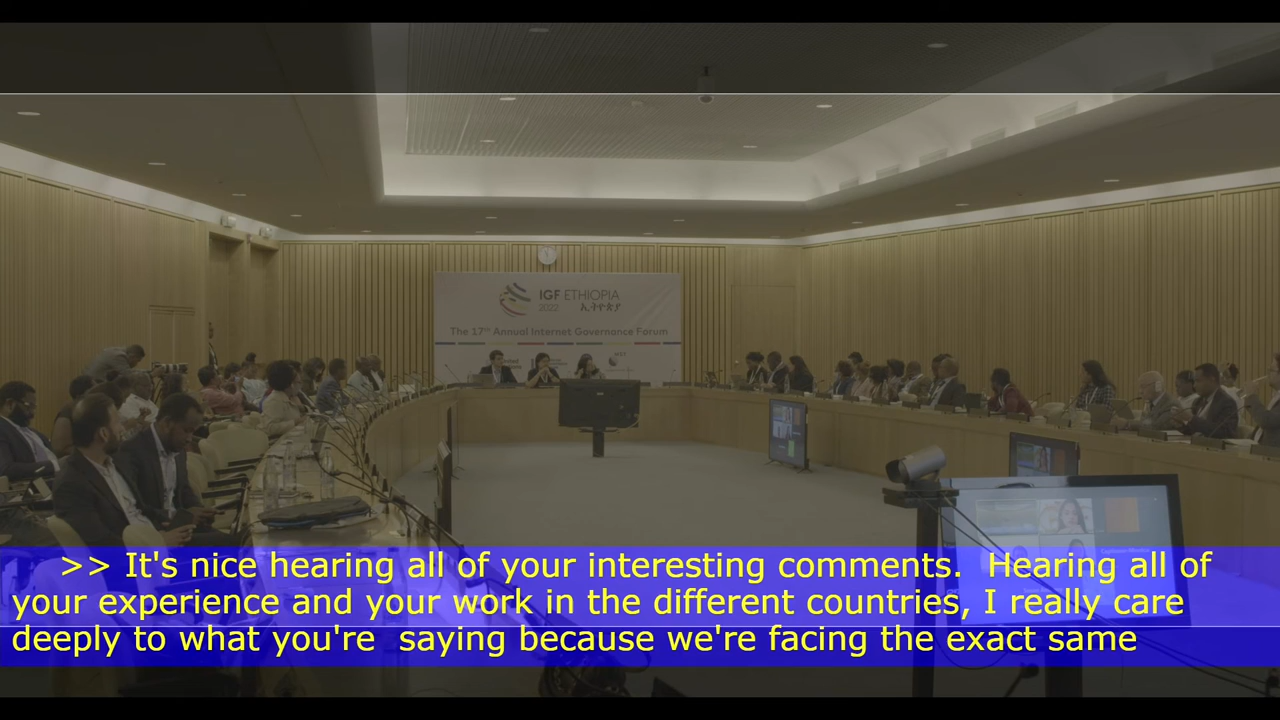 IGF ETHIOPIA
2022 ኢትዮጵያ
The 17th Annual Internet Governance Forum
>> It's nice hearing all of your interesting comments.  Hearing all of
your experience and your work in the different countries, I really care
deeply to what you're  saying because we're facing the exact same